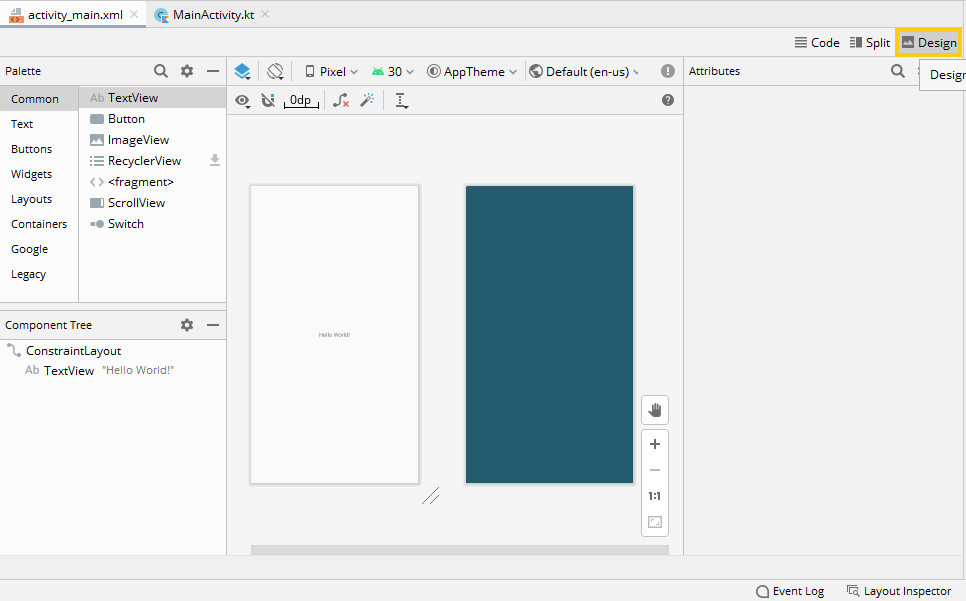 activity_main.xml MainActivity.kt
Code Split Design
Palette Pixel 30 AppTheme Default (en-us) Attributes
Design
0dp
Common
Text
Buttons
Widgets
Layouts
Containers
Google
Legacy
Ab TextView
Button
ImageView
RecyclerView
<fragment>
ScrollView
Switch
Hello World!
Component Tree
ConstraintLayout
Ab TextView "Hello World!"
1:1
Event Log Layout Inspector